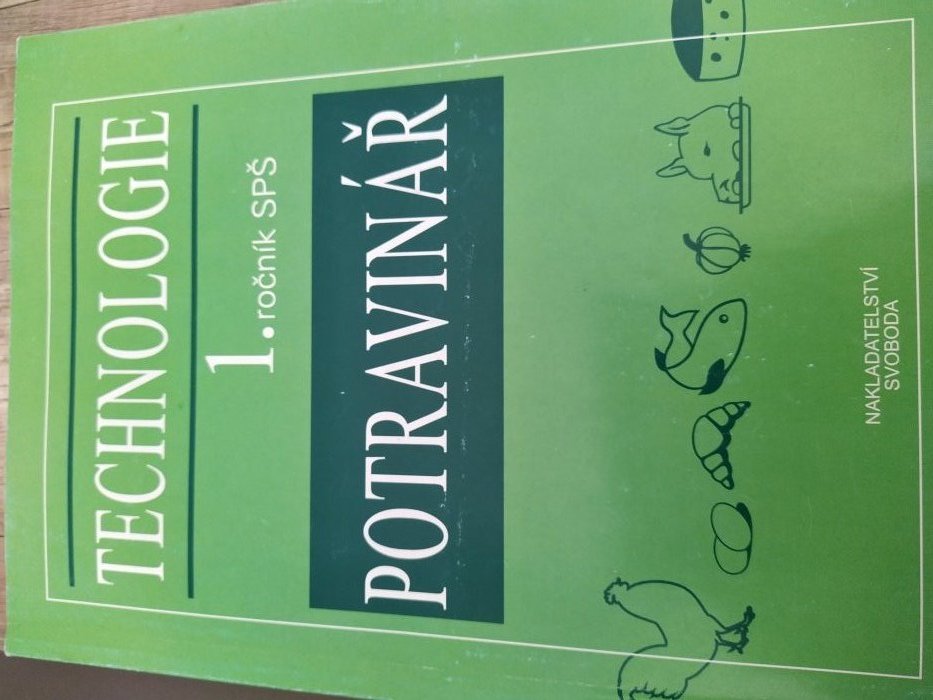 TECHNOLOGIE
1. ročník SPŠ
POTRAVINÁŘ
NAKLADATELSTVÍ
SVOBODA